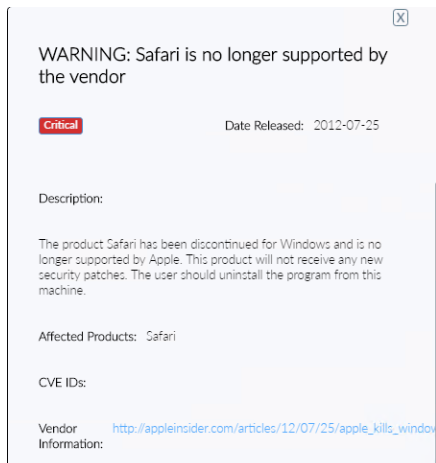 X
WARNING: Safari is no longer supported by
the vendor
Critical
Date Released: 2012-07-25
Description:
The product Safari has been discontinued for Windows and is no
longer supported by Apple. This product will not receive any new
security patches. The user should uninstall the program from this
machine.
Affected Products: Safari
CVE IDs:
Vendor http://appleinsider.com/articles/12/07/25/apple_kills_window
Information: